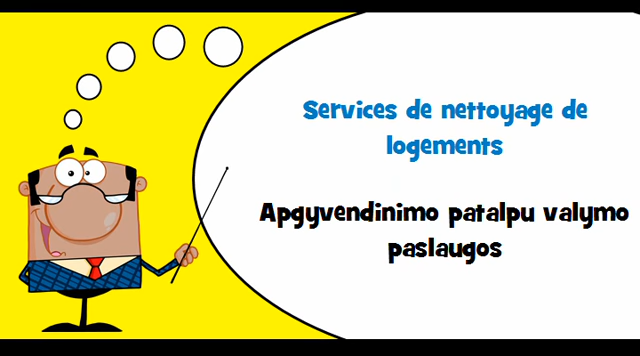 Services de nettoyage de
logements
Apgyvendinimo patalpu valymo
paslaugos